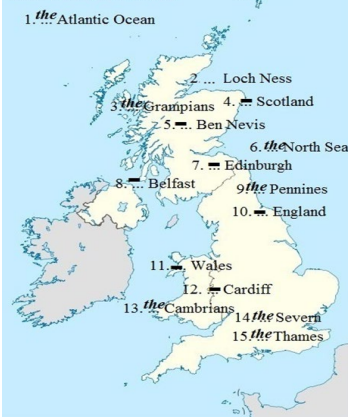 1. the Atlantic Ocean
2 ... Loch Ness
3. the Grampians
4. – Scotland
5. – Ben Nevis
6. the North Sea
7. – Edinburgh
8. – Belfast
9 the Pennines
10. – England
11. – Wales
12. – Cardiff
13. the Cambrians
14 the Severn
15. the Thames